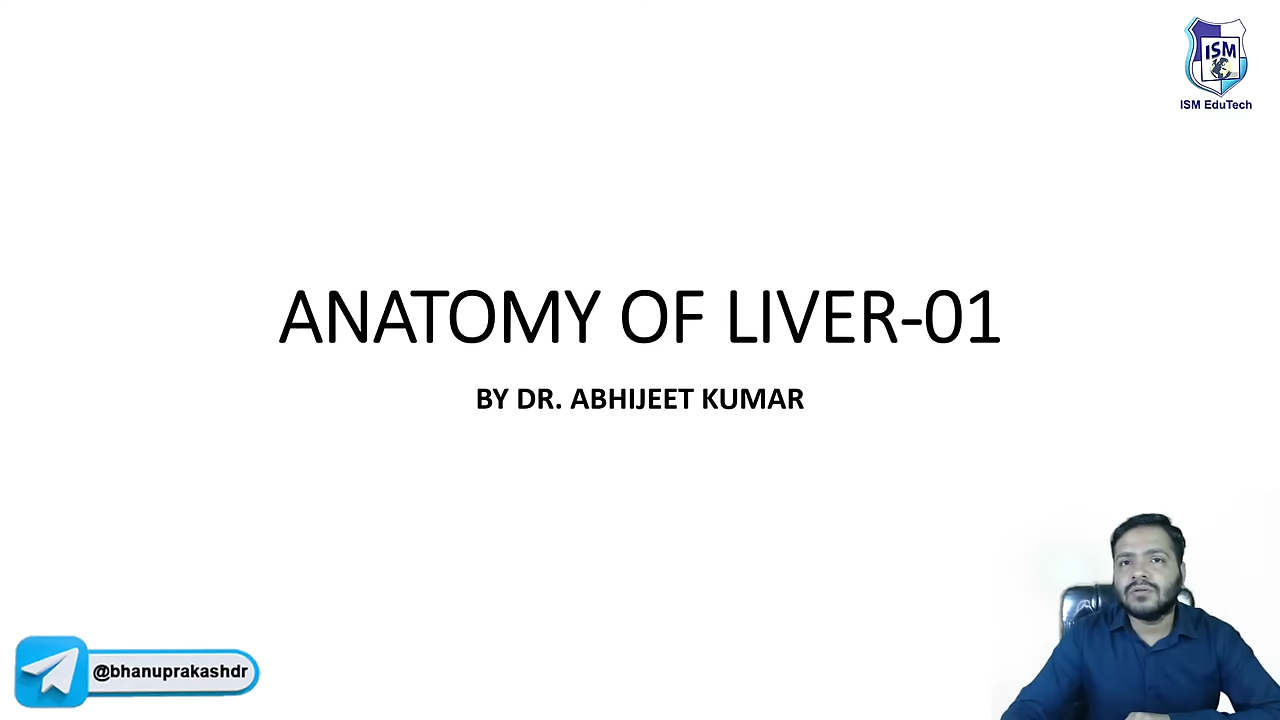 ISM
ISM EduTech
ANATOMY OF LIVER-01
BY DR. ABHIJEET KUMAR
@bhanuprakashdr